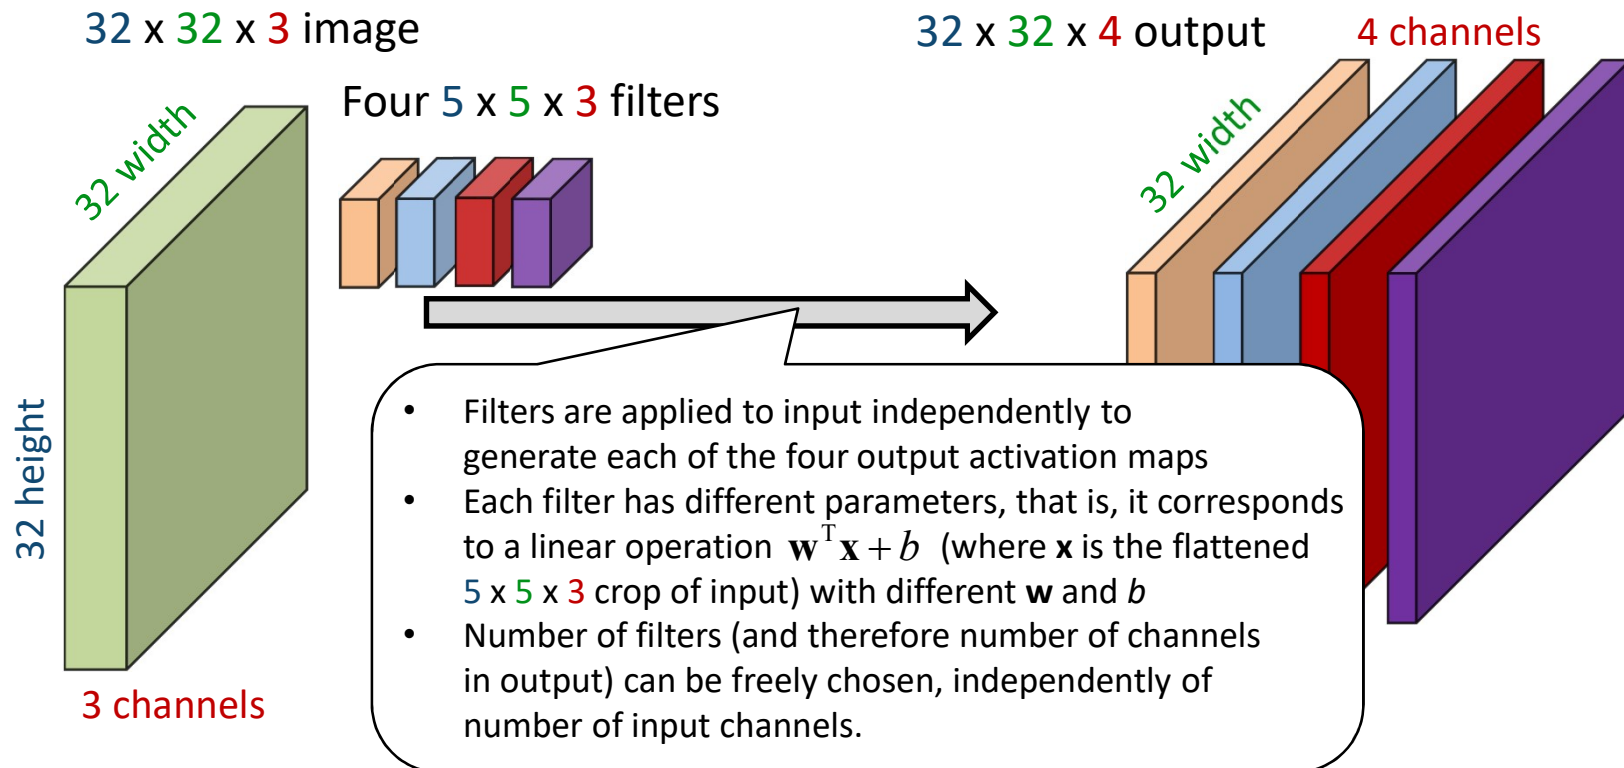 32 x 32 x 3 image
32 x 32 x 4 output
4 channels
Four 5 x 5 x 3 filters
32 width
32 width
32 height
3 channels
• Filters are applied to input independently to
generate each of the four output activation maps
• Each filter has different parameters, that is, it corresponds
to a linear operation wᵀx + b (where x is the flattened
5 x 5 x 3 crop of input) with different w and b
• Number of filters (and therefore number of channels
in output) can be freely chosen, independently of
number of input channels.